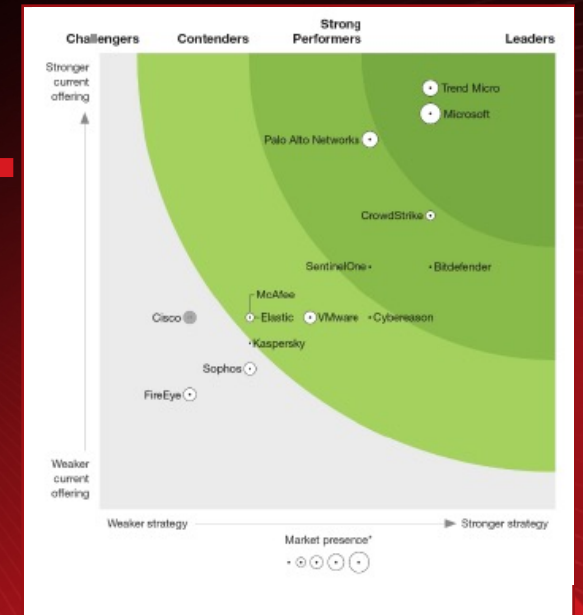 Challengers
Contenders
Strong
Performers
Leaders
Stronger
current
offering
Trend Micro
Microsoft
Palo Alto Networks
CrowdStrike
SentinelOne
Bitdefender
McAfee
Cisco
Elastic
VMware
Cybereason
Kaspersky
Sophos
FireEye
Weaker
current
offering
Weaker strategy
Stronger strategy
Market presence*